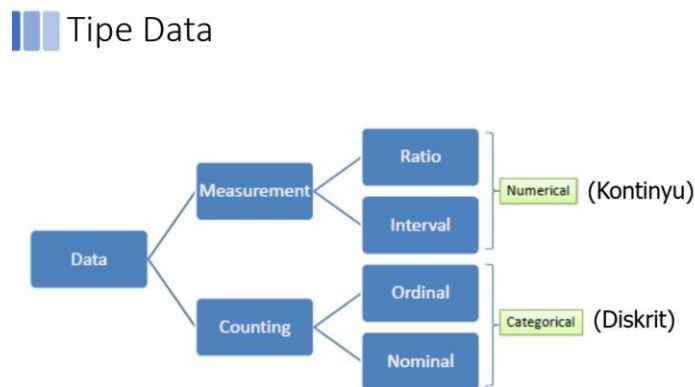 Tipe Data
Data
Measurement
Counting
Ratio
Interval
Ordinal
Nominal
Numerical
(Kontinyu)
Categorical
(Diskrit)